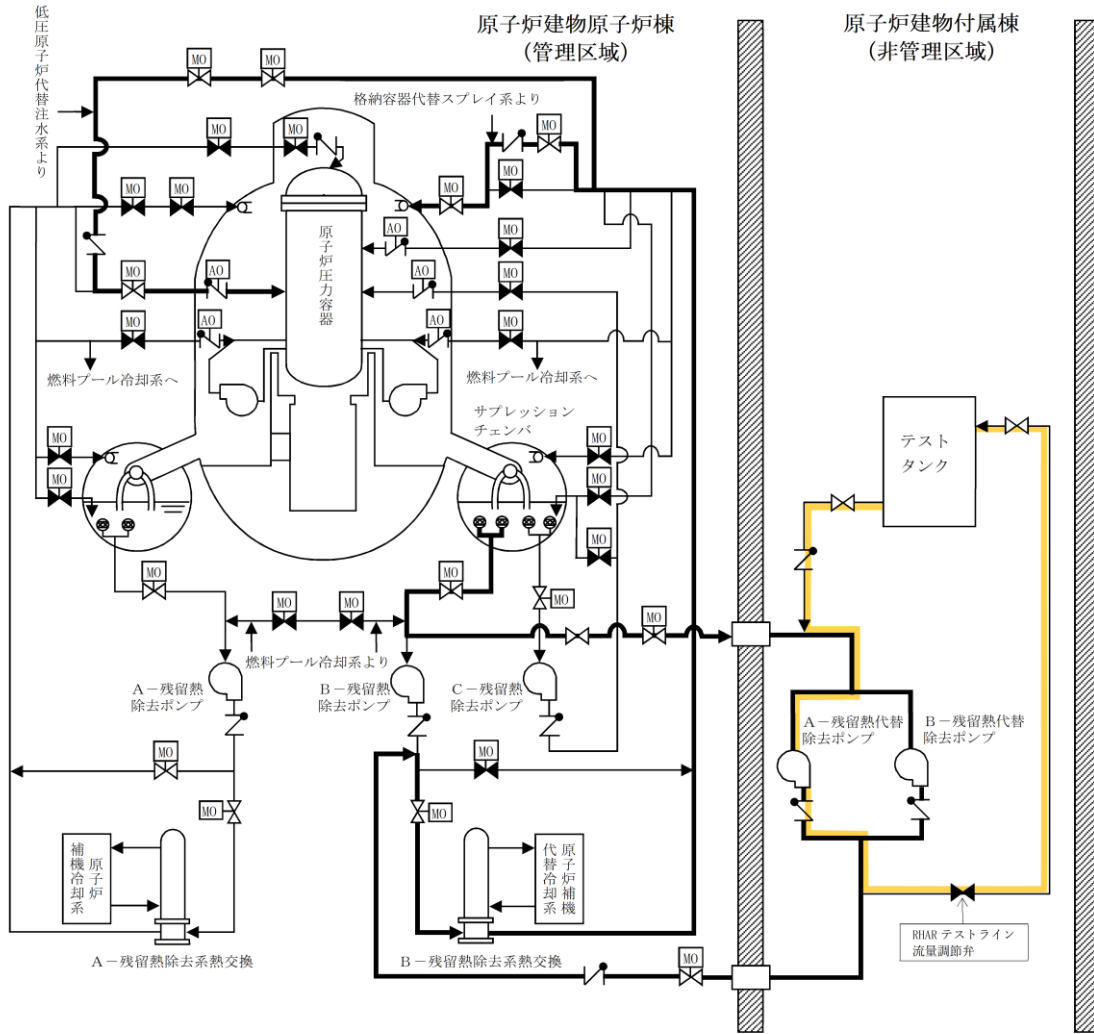 原子炉建物原子炉棟
（管理区域）
原子炉建物付属棟
（非管理区域）
低圧原子炉代替注水系より
MO
MO
格納容器代替スプレイ系より
MO
MO
MO
MO
MO
MO
MO
AO
MO
原子炉圧力容器
MO
AO
AO
MO
MO
AO
AO
MO
燃料プール冷却系へ
燃料プール冷却系へ
サプレッション
チェンバ
テスト
タンク
MO
MO
MO
MO
MO
MO
MO
MO
MO
MO
MO
燃料プール冷却系より
A－残留熱
除去ポンプ
B－残留熱
除去ポンプ
C－残留熱
除去ポンプ
A－残留熱代替
除去ポンプ
B－残留熱代替
除去ポンプ
MO
MO
MO
MO
原子炉
補機冷却系
原子炉補機
代替冷却系
RHAR テストライン
流量調節弁
A－残留熱除去系熱交換
B－残留熱除去系熱交換
MO